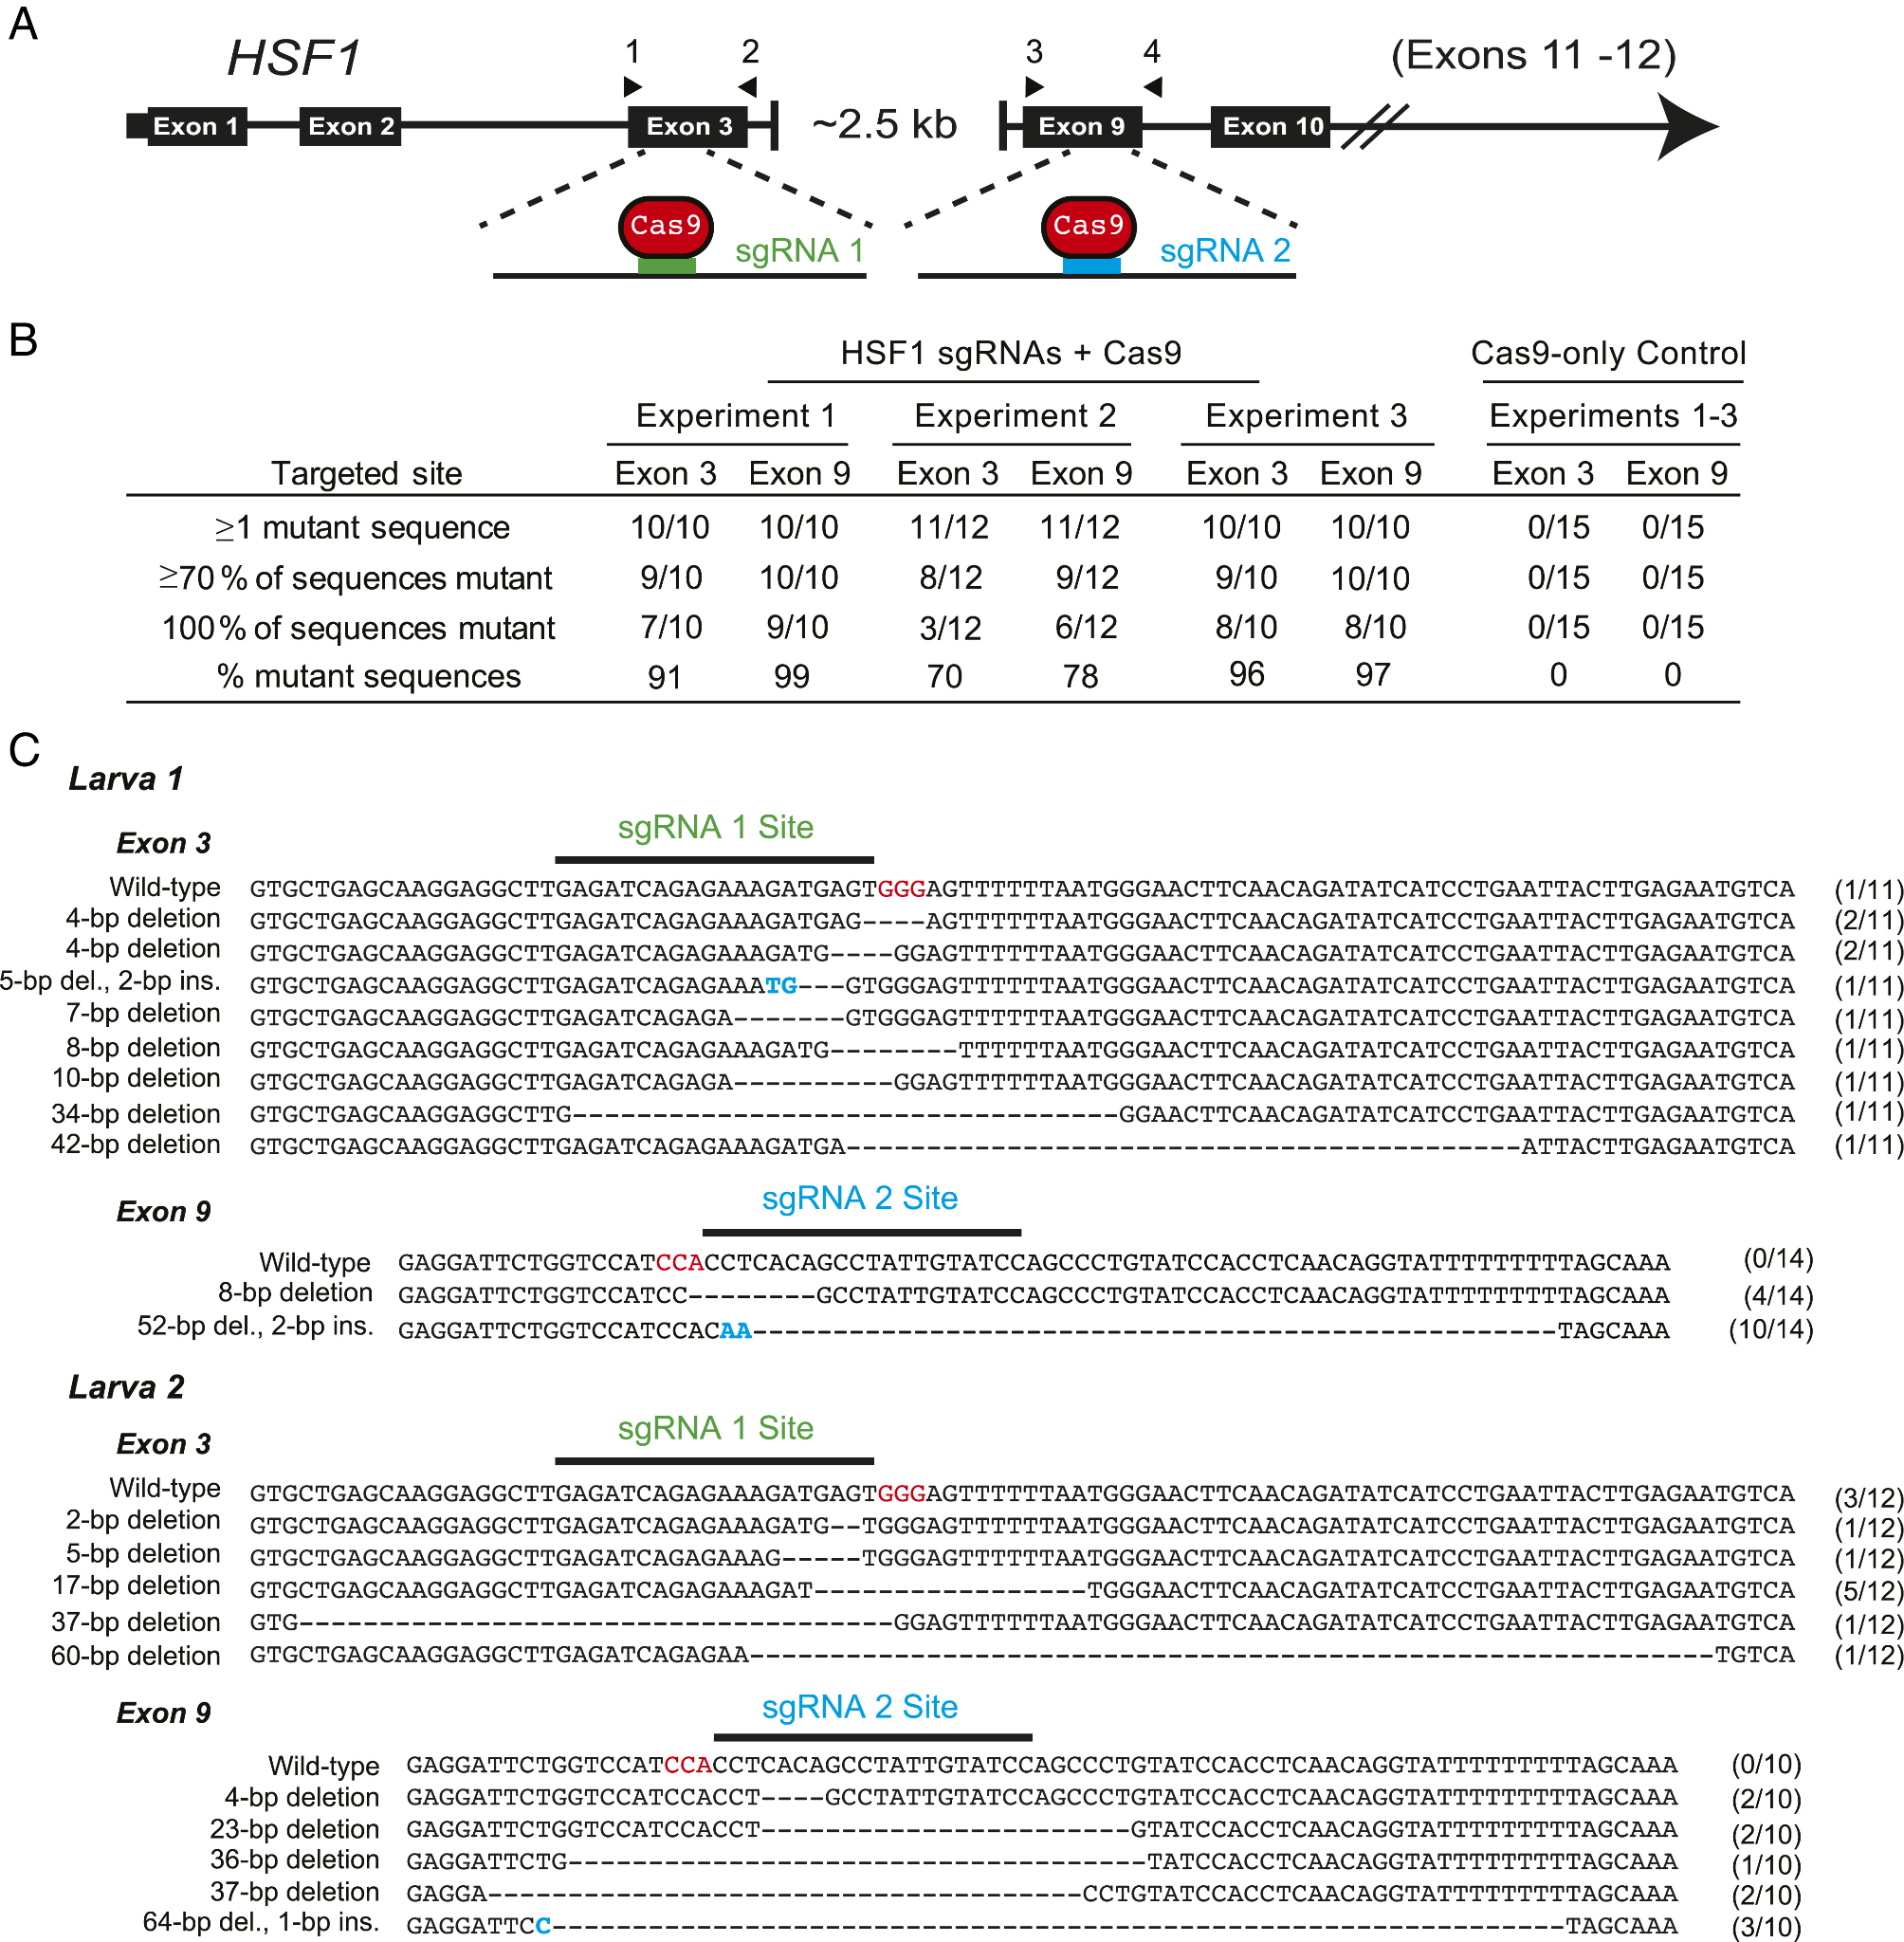 A
HSF1
1 2 3 4 (Exons 11 -12)
Exon 1 Exon 2 Exon 3 ~2.5 kb Exon 9 Exon 10
Cas9 sgRNA 1 Cas9 sgRNA 2
B
HSF1 sgRNAs + Cas9 Cas9-only Control
Experiment 1 Experiment 2 Experiment 3 Experiments 1-3
Targeted site Exon 3 Exon 9 Exon 3 Exon 9 Exon 3 Exon 9 Exon 3 Exon 9
≥1 mutant sequence 10/10 10/10 11/12 11/12 10/10 10/10 0/15 0/15
≥70 % of sequences mutant 9/10 10/10 8/12 9/12 9/10 10/10 0/15 0/15
100 % of sequences mutant 7/10 9/10 3/12 6/12 8/10 8/10 0/15 0/15
% mutant sequences 91 99 70 78 96 97 0 0
C
Larva 1
Exon 3 sgRNA 1 Site
Wild-type GTGCTGAGCAAGGAGGCTTGAGATCAGAGAAAGATGAGTGGGAGTTTTTTAATGGGAACTTCAACAGATATCATCCTGAATTACTTGAGAATGTCA (1/11)
4-bp deletion GTGCTGAGCAAGGAGGCTTGAGATCAGAGAAAGATGAG----AGTTTTTTAATGGGAACTTCAACAGATATCATCCTGAATTACTTGAGAATGTCA (2/11)
4-bp deletion GTGCTGAGCAAGGAGGCTTGAGATCAGAGAAAGATG----GGAGTTTTTTAATGGGAACTTCAACAGATATCATCCTGAATTACTTGAGAATGTCA (2/11)
5-bp del., 2-bp ins. GTGCTGAGCAAGGAGGCTTGAGATCAGAGAAATG---GTGGGAGTTTTTTAATGGGAACTTCAACAGATATCATCCTGAATTACTTGAGAATGTCA (1/11)
7-bp deletion GTGCTGAGCAAGGAGGCTTGAGATCAGAGA-------GTGGGAGTTTTTTAATGGGAACTTCAACAGATATCATCCTGAATTACTTGAGAATGTCA (1/11)
8-bp deletion GTGCTGAGCAAGGAGGCTTGAGATCAGAGAAAGATG--------TTTTTTAATGGGAACTTCAACAGATATCATCCTGAATTACTTGAGAATGTCA (1/11)
10-bp deletion GTGCTGAGCAAGGAGGCTTGAGATCAGAGA----------GGAGTTTTTTAATGGGAACTTCAACAGATATCATCCTGAATTACTTGAGAATGTCA (1/11)
34-bp deletion GTGCTGAGCAAGGAGGCTTG----------------------------------GGAACTTCAACAGATATCATCCTGAATTACTTGAGAATGTCA (1/11)
42-bp deletion GTGCTGAGCAAGGAGGCTTGAGATCAGAGAAAGATGA------------------------------------------ATTACTTGAGAATGTCA (1/11)
Exon 9 sgRNA 2 Site
Wild-type GAGGATTCTGGTCCATCCACCTCACAGCCTATTGTATCCAGCCCTGTATCCACCTCAACAGGTATTTTTTTTTTAGCAAA (0/14)
8-bp deletion GAGGATTCTGGTCCATCC--------GCCTATTGTATCCAGCCCTGTATCCACCTCAACAGGTATTTTTTTTTTAGCAAA (4/14)
52-bp del., 2-bp ins. GAGGATTCTGGTCCATCCACAA--------------------------------------------------TAGCAAA (10/14)
Larva 2
Exon 3 sgRNA 1 Site
Wild-type GTGCTGAGCAAGGAGGCTTGAGATCAGAGAAAGATGAGTGGGAGTTTTTTAATGGGAACTTCAACAGATATCATCCTGAATTACTTGAGAATGTCA (3/12)
2-bp deletion GTGCTGAGCAAGGAGGCTTGAGATCAGAGAAAGATG--TGGGAGTTTTTTAATGGGAACTTCAACAGATATCATCCTGAATTACTTGAGAATGTCA (1/12)
5-bp deletion GTGCTGAGCAAGGAGGCTTGAGATCAGAGAAAG-----TGGGAGTTTTTTAATGGGAACTTCAACAGATATCATCCTGAATTACTTGAGAATGTCA (1/12)
17-bp deletion GTGCTGAGCAAGGAGGCTTGAGATCAGAGAAAGAT-----------------TGGGAACTTCAACAGATATCATCCTGAATTACTTGAGAATGTCA (5/12)
37-bp deletion GTG-------------------------------------GGAGTTTTTTAATGGGAACTTCAACAGATATCATCCTGAATTACTTGAGAATGTCA (1/12)
60-bp deletion GTGCTGAGCAAGGAGGCTTGAGATCAGAGAA------------------------------------------------------------TGTCA (1/12)
Exon 9 sgRNA 2 Site
Wild-type GAGGATTCTGGTCCATCCACCTCACAGCCTATTGTATCCAGCCCTGTATCCACCTCAACAGGTATTTTTTTTTTAGCAAA (0/10)
4-bp deletion GAGGATTCTGGTCCATCCACCT----GCCTATTGTATCCAGCCCTGTATCCACCTCAACAGGTATTTTTTTTTTAGCAAA (2/10)
23-bp deletion GAGGATTCTGGTCCATCCACCT-----------------------GTATCCACCTCAACAGGTATTTTTTTTTTAGCAAA (2/10)
36-bp deletion GAGGATTCTG------------------------------------TATCCACCTCAACAGGTATTTTTTTTTTAGCAAA (1/10)
37-bp deletion GAGGA-------------------------------------CCTGTATCCACCTCAACAGGTATTTTTTTTTTAGCAAA (2/10)
64-bp del., 1-bp ins. GAGGATTCC---------------------------------------------------------------TAGCAAA (3/10)